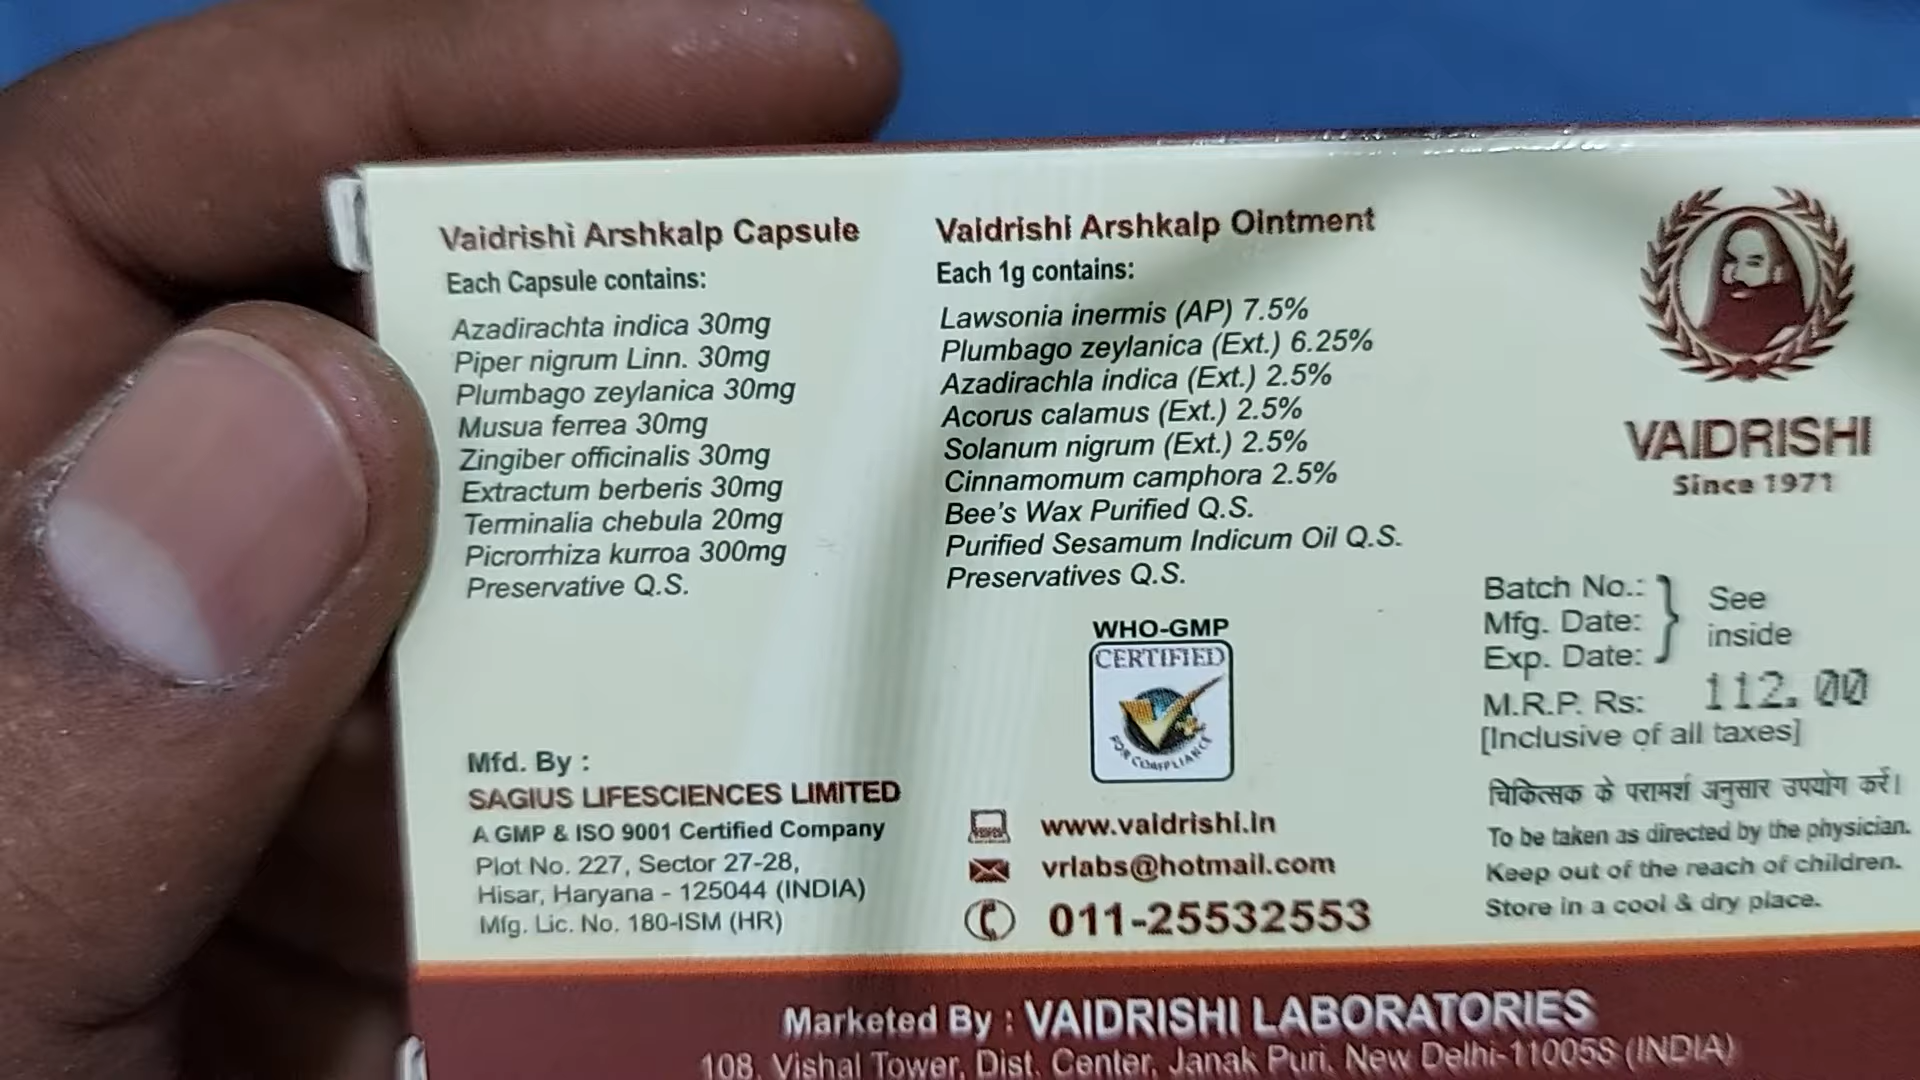 Vaidrishi Arshkalp Capsule
Each Capsule contains:
Azadirachta indica 30mg
Piper nigrum Linn. 30mg
Plumbago zeylanica 30mg
Musua ferrea 30mg
Zingiber officinalis 30mg
Extractum berberis 30mg
Terminalia chebula 20mg
Picrorrhiza kurroa 300mg
Preservative Q.S.
Mfd. By :
SAGIUS LIFESCIENCES LIMITED
A GMP & ISO 9001 Certified Company
Plot No. 227, Sector 27-28,
Hisar, Haryana - 125044 (INDIA)
Mfg. Lic. No. 180-ISM (HR)
Vaidrishi Arshkalp Ointment
Each 1g contains:
Lawsonia inermis (AP) 7.5%
Plumbago zeylanica (Ext.) 6.25%
Azadirachla indica (Ext.) 2.5%
Acorus calamus (Ext.) 2.5%
Solanum nigrum (Ext.) 2.5%
Cinnamomum camphora 2.5%
Bee's Wax Purified Q.S.
Purified Sesamum Indicum Oil Q.S.
Preservatives Q.S.
WHO-GMP
CERTIFIED
FOR COMPLIANCE
www.vaidrishi.in
vrlabs@hotmail.com
011-25532553
VAIDRISHI
Since 1971
Batch No.:
Mfg. Date:
Exp. Date:
See
inside
M.R.P. Rs: 112.00
[Inclusive of all taxes]
चिकित्सक के परामर्श अनुसार उपयोग करें।
To be taken as directed by the physician.
Keep out of the reach of children.
Store in a cool & dry place.
Marketed By : VAIDRISHI LABORATORIES
108, Vishal Tower, Dist. Center, Janak Puri, New Delhi-110058 (INDIA)